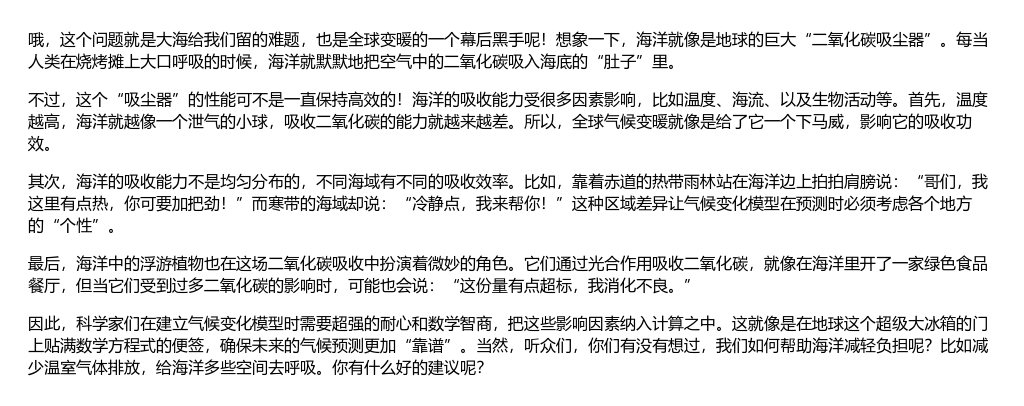 哦，这个问题就是大海给我们留的难题，也是全球变暖的一个幕后黑手呢！想象一下，海洋就像是地球的巨大“二氧化碳吸尘器”。每当
人类在烧烤摊上大口呼吸的时候，海洋就默默地把空气中的二氧化碳吸入海底的“肚子”里。
不过，这个“吸尘器”的性能可不是一直保持高效的！海洋的吸收能力受很多因素影响，比如温度、海流、以及生物活动等。首先，温度
越高，海洋就越像一个泄气的小球，吸收二氧化碳的能力就越来越差。所以，全球气候变暖就像是给了它一个下马威，影响它的吸收功
效。
其次，海洋的吸收能力不是均匀分布的，不同海域有不同的吸收效率。比如，靠着赤道的热带雨林站在海洋边上拍拍肩膀说：“哥们，我
这里有点热，你可要加把劲！”而寒带的海域却说：“冷静点，我来帮你！”这种区域差异让气候变化模型在预测时必须考虑各个地方
的“个性”。
最后，海洋中的浮游植物也在这场二氧化碳吸收中扮演着微妙的角色。它们通过光合作用吸收二氧化碳，就像在海洋里开了一家绿色食品
餐厅，但当它们受到过多二氧化碳的影响时，可能也会说：“这份量有点超标，我消化不良。”
因此，科学家们在建立气候变化模型时需要超强的耐心和数学智商，把这些影响因素纳入计算之中。这就像是在地球这个超级大冰箱的门
上贴满数学方程式的便签，确保未来的气候预测更加“靠谱”。当然，听众们，你们有没有想过，我们如何帮助海洋减轻负担呢？比如减
少温室气体排放，给海洋多些空间去呼吸。你有什么好的建议呢？